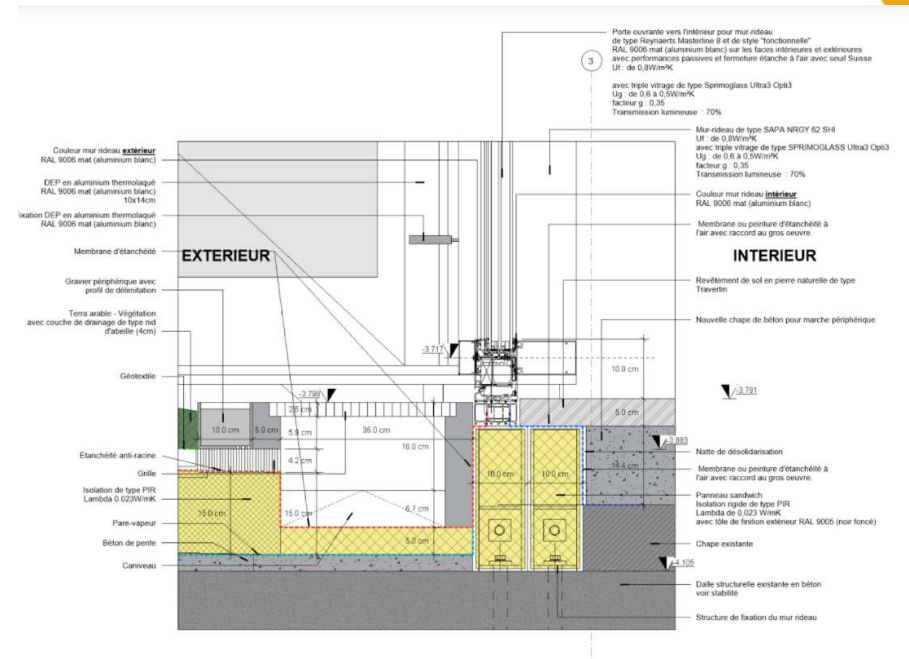 Porte ouvrante vers l'intérieur pour mur-rideau
de type Reynaerts Masterline 8 et de style "fonctionnelle"
RAL 9006 mat (aluminium blanc) sur les faces intérieures et extérieures
avec performances passives et fermeture étanche à l'air avec seuil Suisse
Uf : de 0,8W/m²K
avec triple vitrage de type Sprimoglass Ultra3 Opti3
Ug : de 0,6 à 0,5W/m²K
facteur g : 0,35
Transmission lumineuse : 70%
3
Mur-rideau de type SAPA NRGY 62 SHI
Uf : de 0,8W/m²K
avec triple vitrage de type SPRIMOGLASS Ultra3 Opti3
Ug : de 0,6 à 0,5W/m²K
facteur g : 0,35
Transmission lumineuse : 70%
Couleur mur rideau intérieur
RAL 9006 mat (aluminium blanc)
Membrane ou peinture d'étanchéité à
l'air avec raccord au gros oeuvre.
INTERIEUR
Revêtement de sol en pierre naturelle de type
Travertin
Nouvelle chape de béton pour marche périphérique
Natte de désolidarisation
Membrane ou peinture d'étanchéité à
l'air avec raccord au gros oeuvre
Panneau sandwich
Isolation rigide de type PIR
Lambda de 0,023 W/mK
avec tôle de finition extérieur RAL 9005 (noir foncé)
Chape existante
Dalle structurelle existante en béton
voir stabilité
Structure de fixation du mur rideau
Couleur mur rideau extérieur
RAL 9006 mat (aluminium blanc)
DEP en aluminium thermolaqué
RAL 9006 mat (aluminium blanc)
10x14cm
ixation DEP en aluminium thermolaqué
RAL 9006 mat (aluminium blanc)
Membrane d'étanchéité
EXTERIEUR
Gravier périphérique avec
profil de délimitation
Terra arable - Végétation
avec couche de drainage de type nid
d'abeille (4cm)
Géotextile
Etanchéité anti-racine
Grille
Isolation de type PIR
Lambda 0.023W/mK
Pare-vapeur
Béton de pente
Caniveau
-3.717
10.8 cm
-3.791
2.5 cm
5.0 cm
10.0 cm
5.0 cm
5.9 cm
35.0 cm
16.0 cm
-3.883
4.2 cm
10.0 cm
10.0 cm
14.4 cm
15.0 cm
15.0 cm
6.7 cm
5.0 cm
-4.105